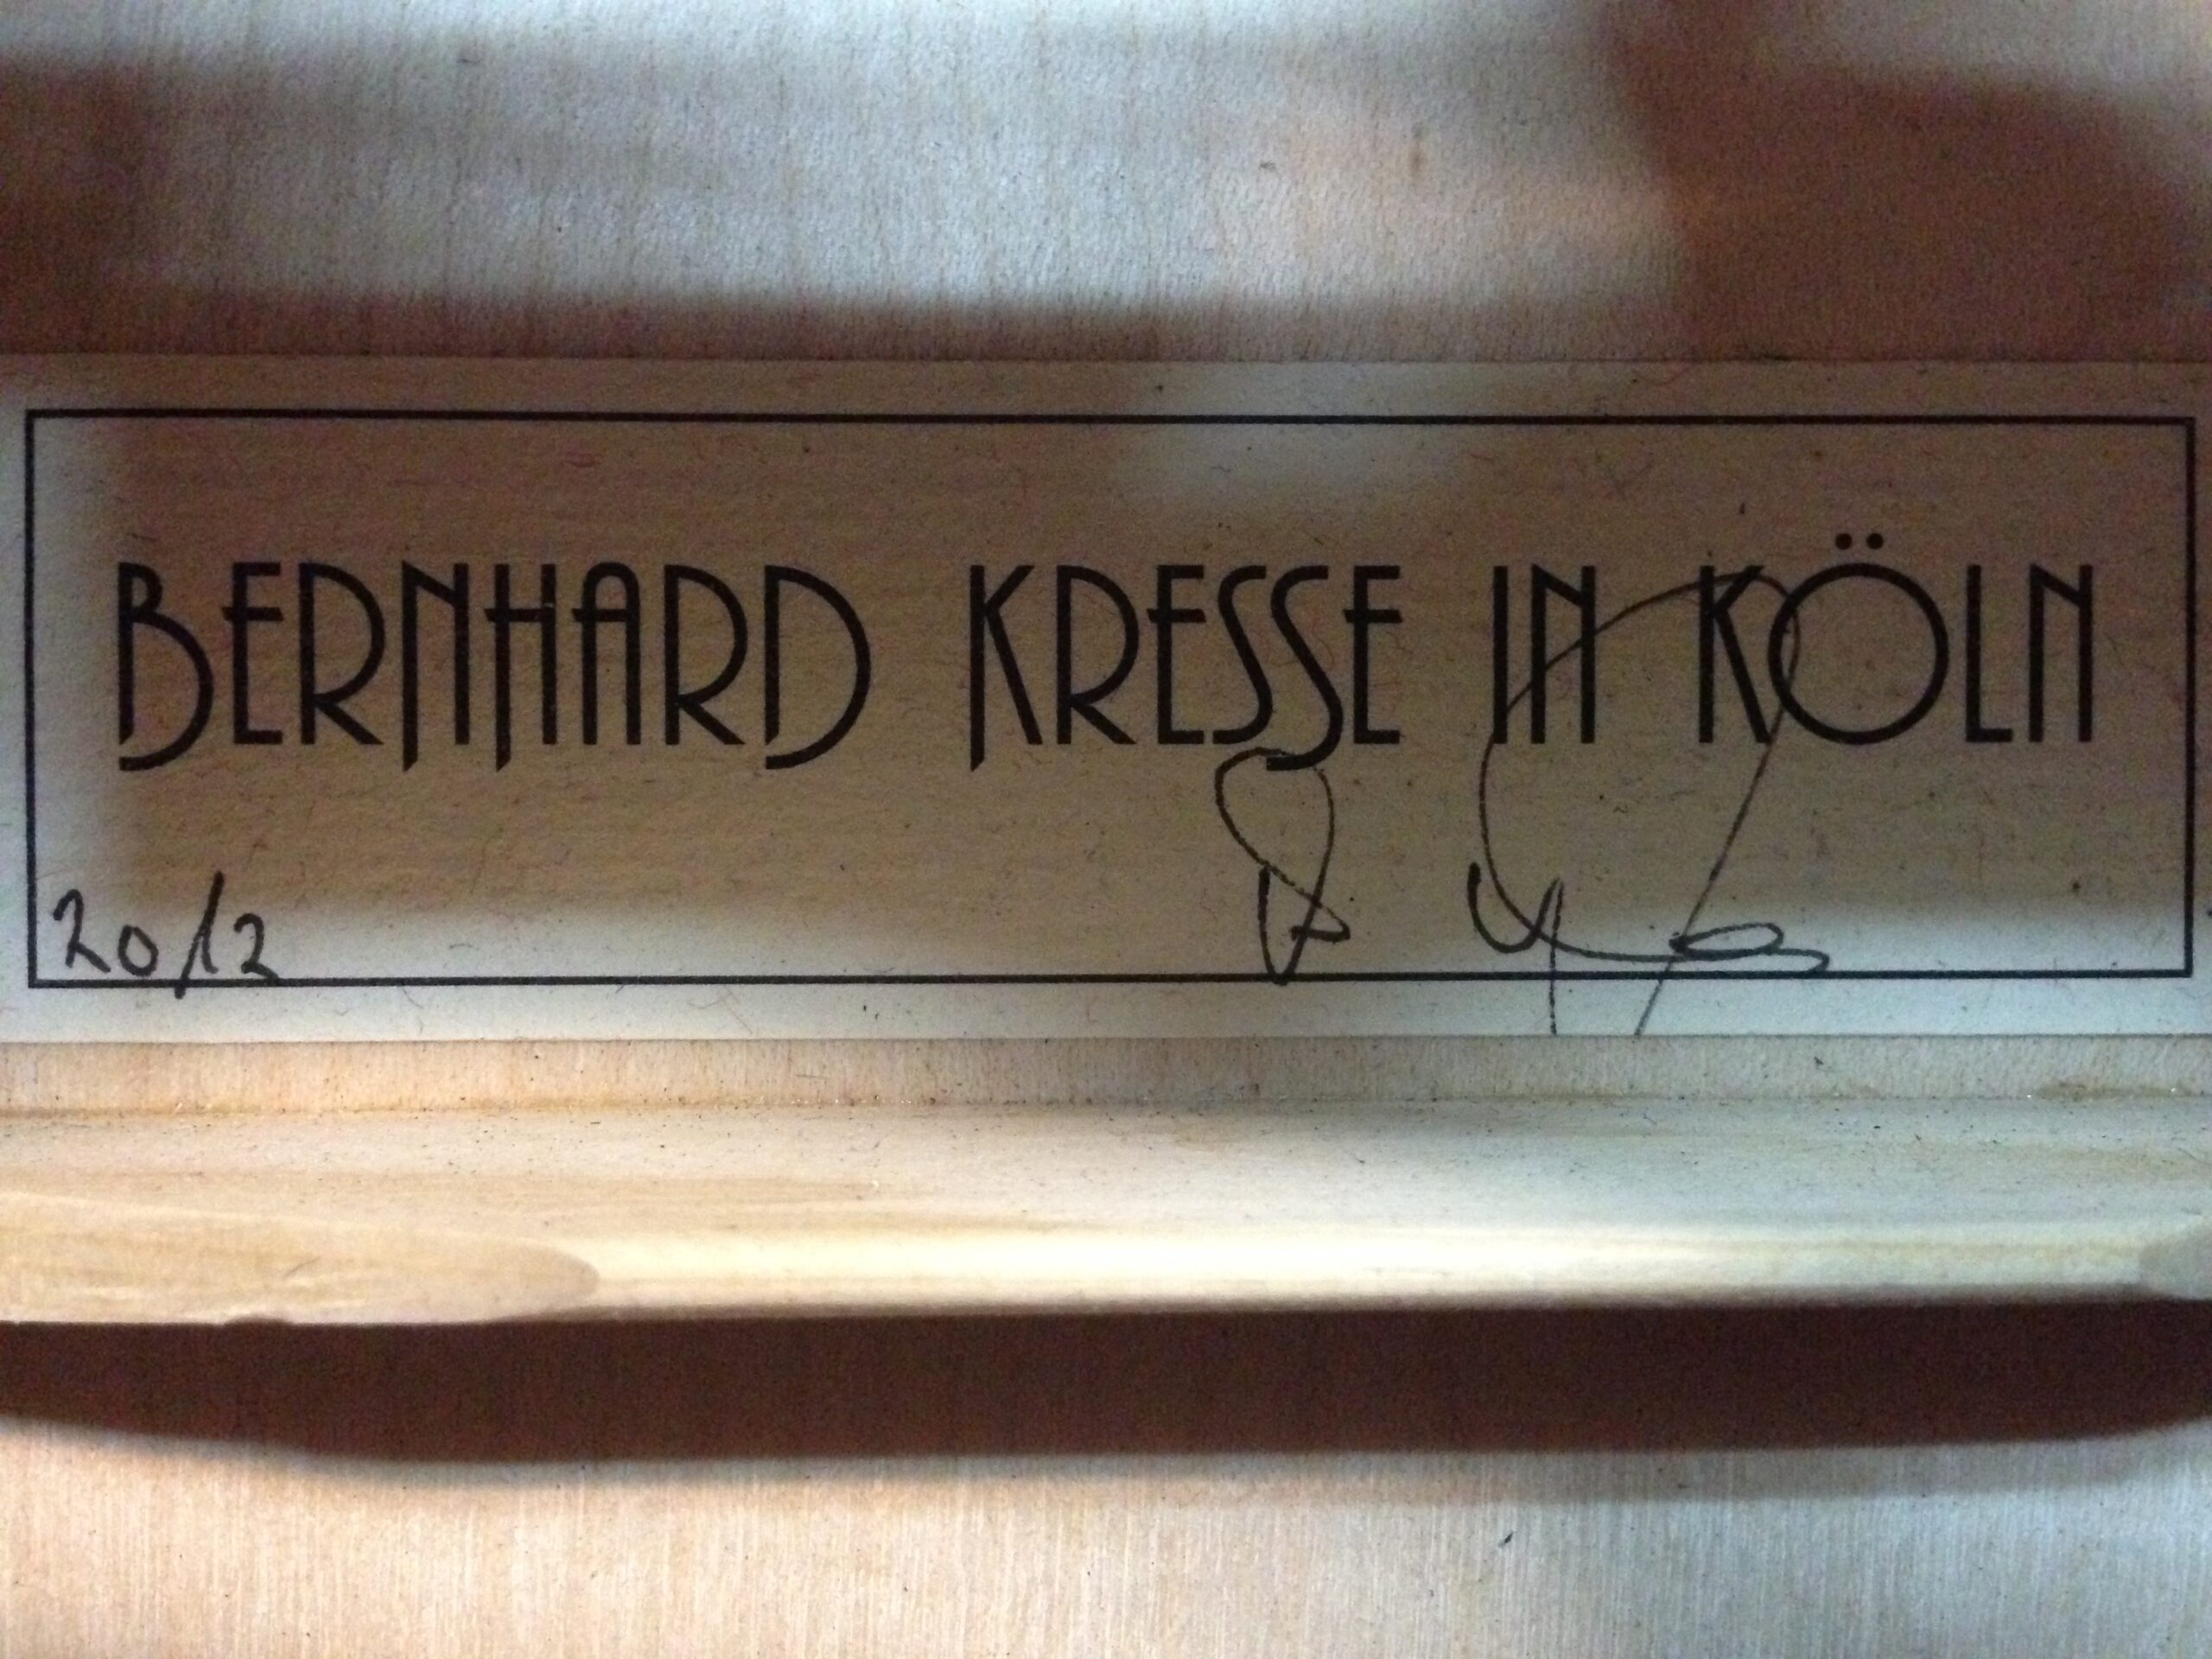 BERNHARD KRESSE IN KÖLN
2012